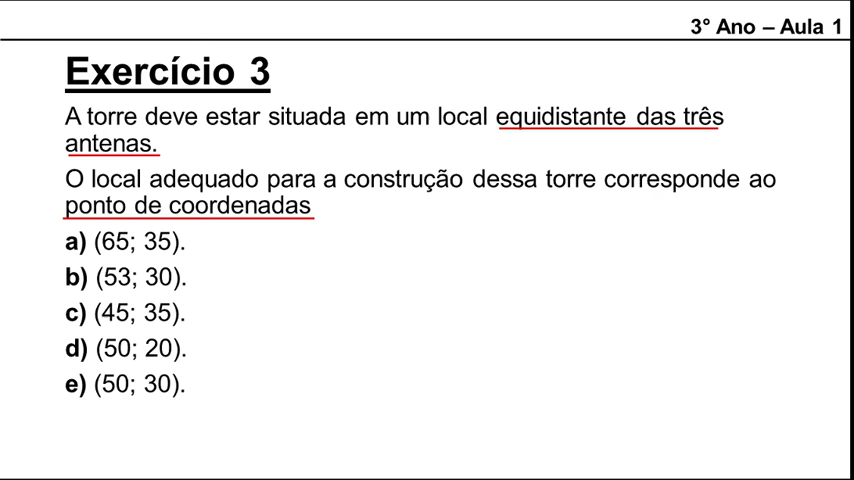 3° Ano – Aula 1
Exercício 3
A torre deve estar situada em um local equidistante das três
antenas.
O local adequado para a construção dessa torre corresponde ao
ponto de coordenadas
a) (65; 35).
b) (53; 30).
c) (45; 35).
d) (50; 20).
e) (50; 30).